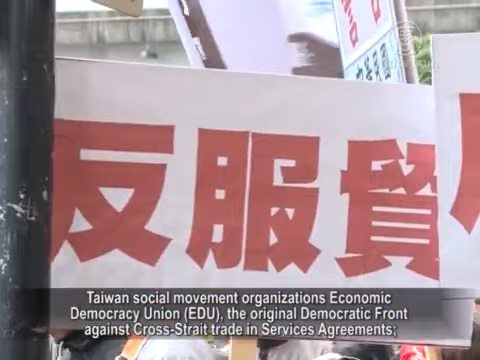 反服貿
Taiwan social movement organizations Economic
Democracy Union (EDU), the original Democratic Front
against Cross-Strait trade in Services Agreements;